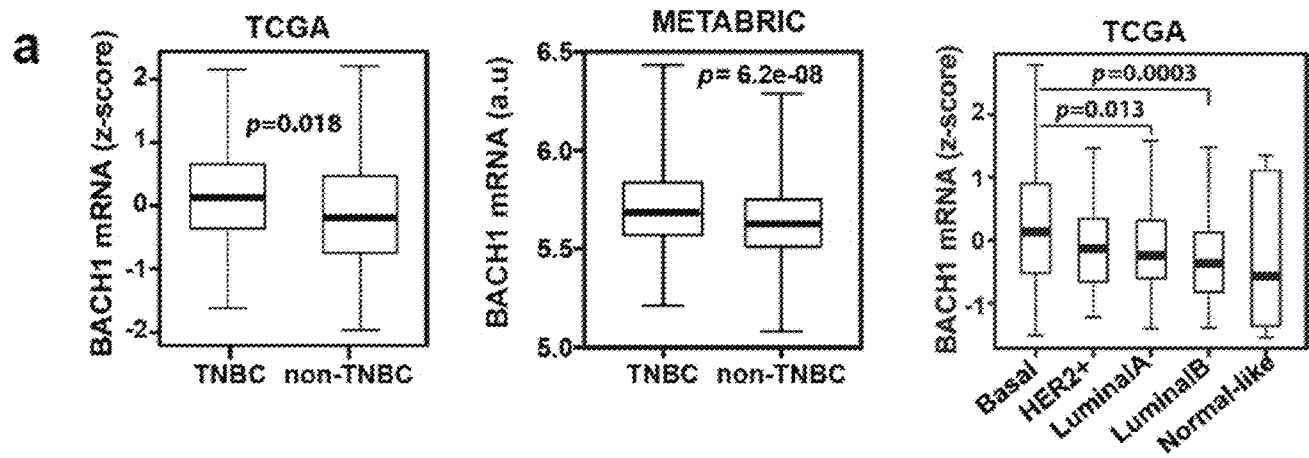 a
TCGA
BACH1 mRNA (z-score)
2
1
0
-1
-2
p=0.018
TNBC non-TNBC
METABRIC
BACH1 mRNA (a.u)
6.5
6.0
5.5
5.0
p= 6.2e-08
TNBC non-TNBC
TCGA
BACH1 mRNA (z-score)
2
1
0
-1
p=0.0003
p=0.013
Basal
HER2+
LuminalA
LuminalB
Normal-like